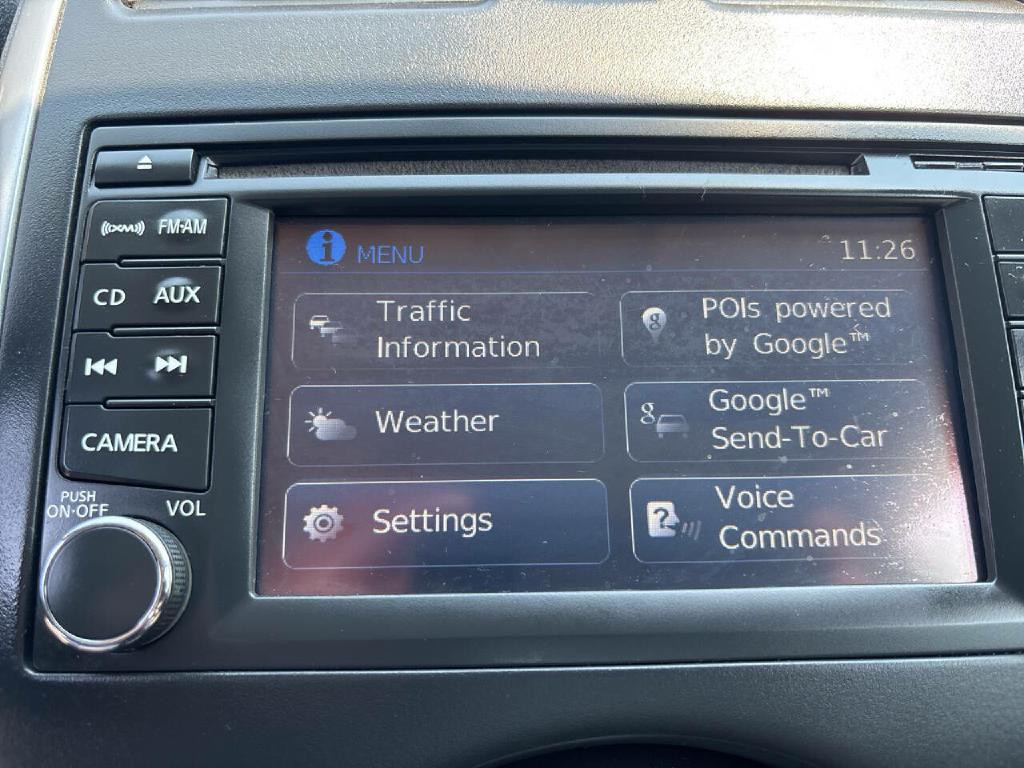 ((XM)) FM·AM
CD AUX
CAMERA
PUSH
ON·OFF
VOL
i MENU 11:26
Traffic
Information
POIs powered
by Google™
Weather
Google™
Send-To-Car
Settings
Voice
Commands